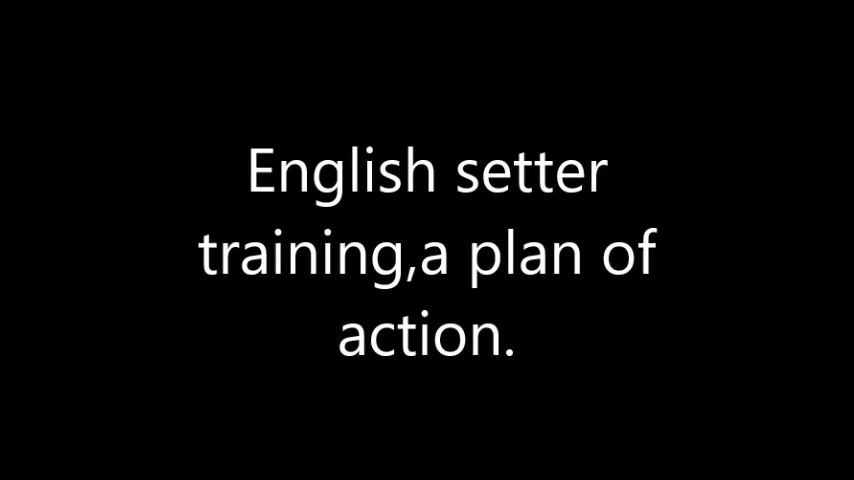 English setter
training,a plan of
action.